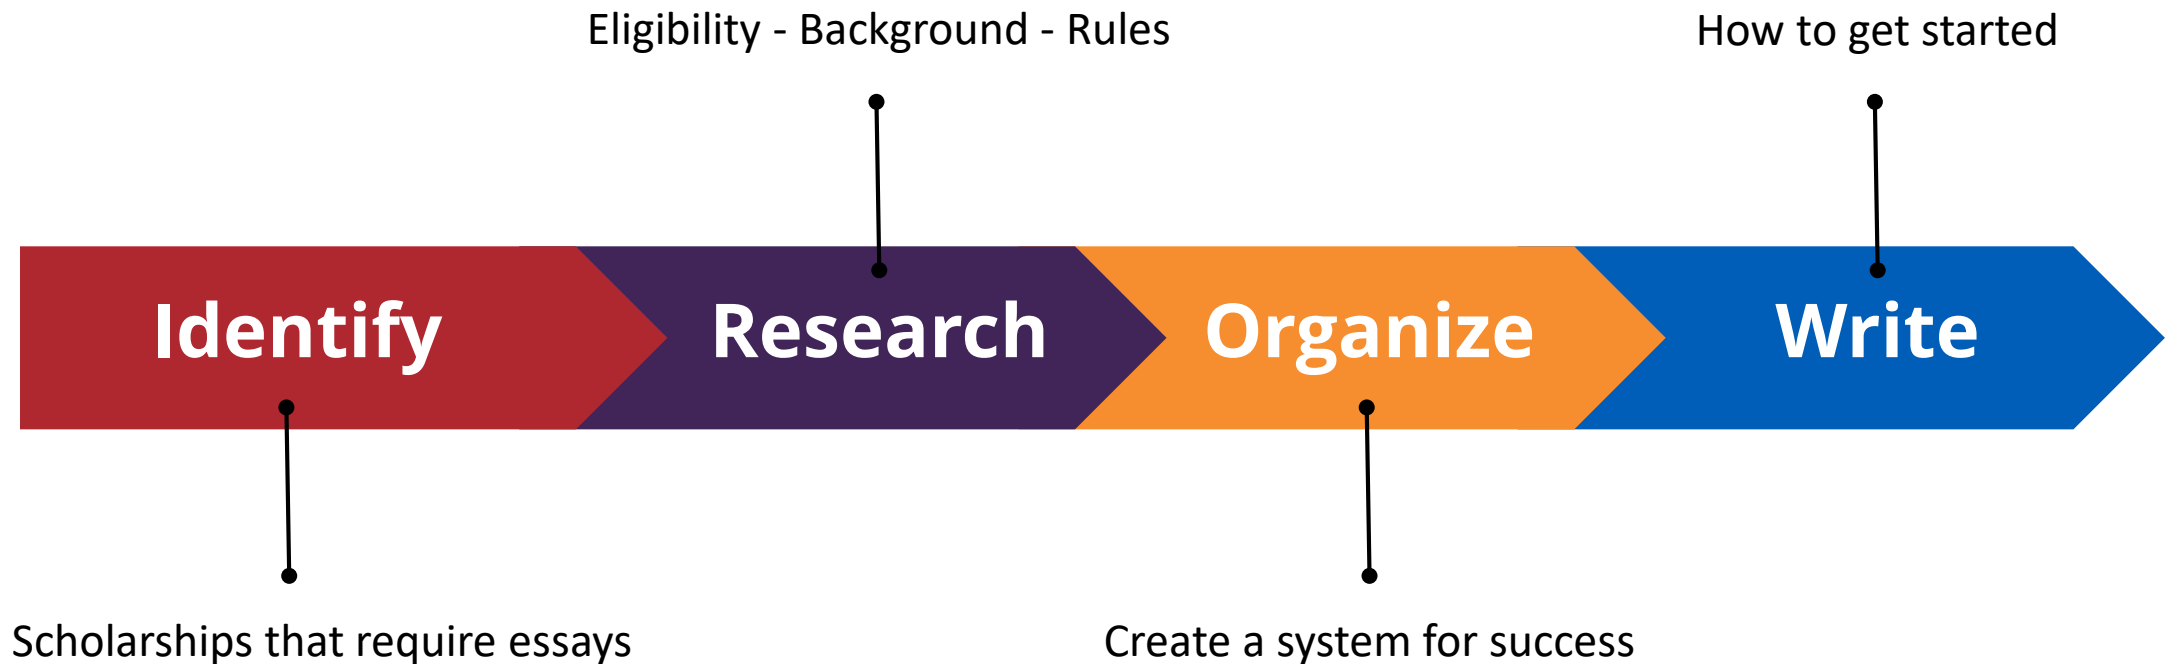 Eligibility - Background - Rules
How to get started
Identify
Research
Organize
Write
Scholarships that require essays
Create a system for success